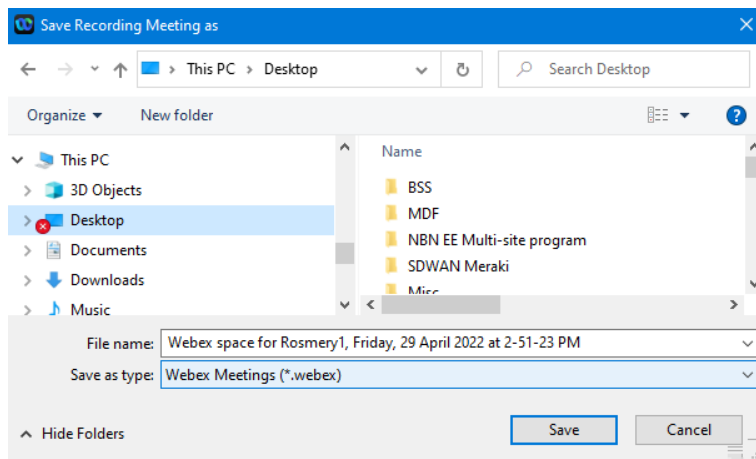 Save Recording Meeting as
This PC > Desktop
Search Desktop
Organize
New folder
This PC
3D Objects
Desktop
Documents
Downloads
Music
Name
BSS
MDF
NBN EE Multi-site program
SDWAN Meraki
Misc
File name: Webex space for Rosmery1, Friday, 29 April 2022 at 2-51-23 PM
Save as type: Webex Meetings (*.webex)
Hide Folders
Save
Cancel